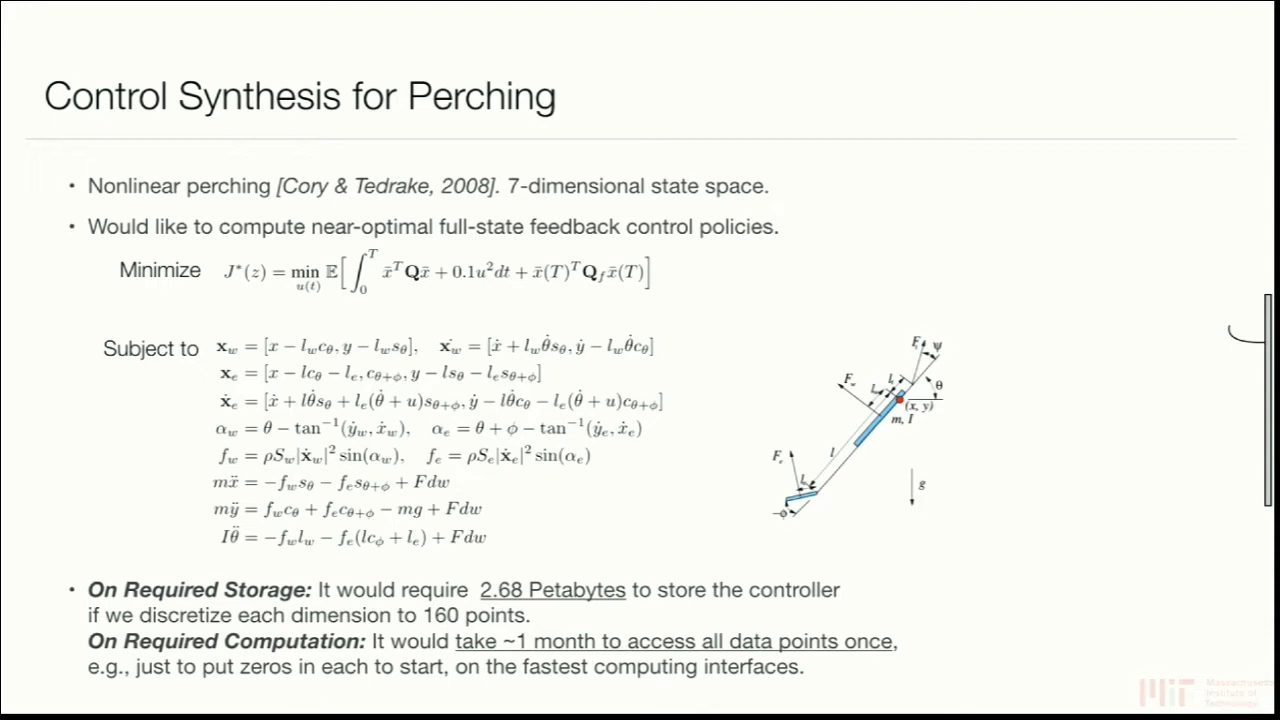 Control Synthesis for Perching
• Nonlinear perching [Cory & Tedrake, 2008]. 7-dimensional state space.
• Would like to compute near-optimal full-state feedback control policies.
Minimize J*(z) = min_{u(t)} 𝔼[∫_0^T x̄^T Q x̄ + 0.1u²dt + x̄(T)^T Q_f x̄(T)]
Subject to x_w = [x − l_w c_θ, y − l_w s_θ], ẋ_w = [ẋ + l_w θ̇s_θ, ẏ − l_w θ̇c_θ]
x_e = [x − lc_θ − l_e, c_{θ+ϕ}, y − ls_θ − l_e s_{θ+ϕ}]
ẋ_e = [ẋ + lθ̇s_θ + l_e(θ̇ + u)s_{θ+ϕ}, ẏ − lθ̇c_θ − l_e(θ̇ + u)c_{θ+ϕ}]
α_w = θ − tan⁻¹(ẏ_w, ẋ_w), α_e = θ + ϕ − tan⁻¹(ẏ_e, ẋ_e)
f_w = ρS_w|ẋ_w|² sin(α_w), f_e = ρS_e|ẋ_e|² sin(α_e)
mẍ = −f_w s_θ − f_e s_{θ+ϕ} + Fdw
mÿ = f_w c_θ + f_e c_{θ+ϕ} − mg + Fdw
Iθ̈ = −f_w l_w − f_e(lc_ϕ + l_e) + Fdw
ψ
F_w
θ
(x, y)
m, I
F_e
l
g
−ϕ
• On Required Storage: It would require 2.68 Petabytes to store the controller
if we discretize each dimension to 160 points.
On Required Computation: It would take ~1 month to access all data points once,
e.g., just to put zeros in each to start, on the fastest computing interfaces.
Massachusetts
Institute of
Technology